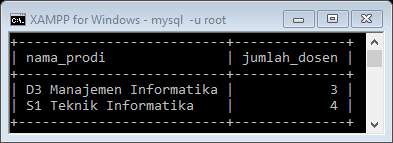 XAMPP for Windows - mysql -u root
+-------------------------+--------------+
| nama_prodi              | jumlah_dosen |
+-------------------------+--------------+
| D3 Manajemen Informatika |            3 |
| S1 Teknik Informatika   |            4 |
+-------------------------+--------------+